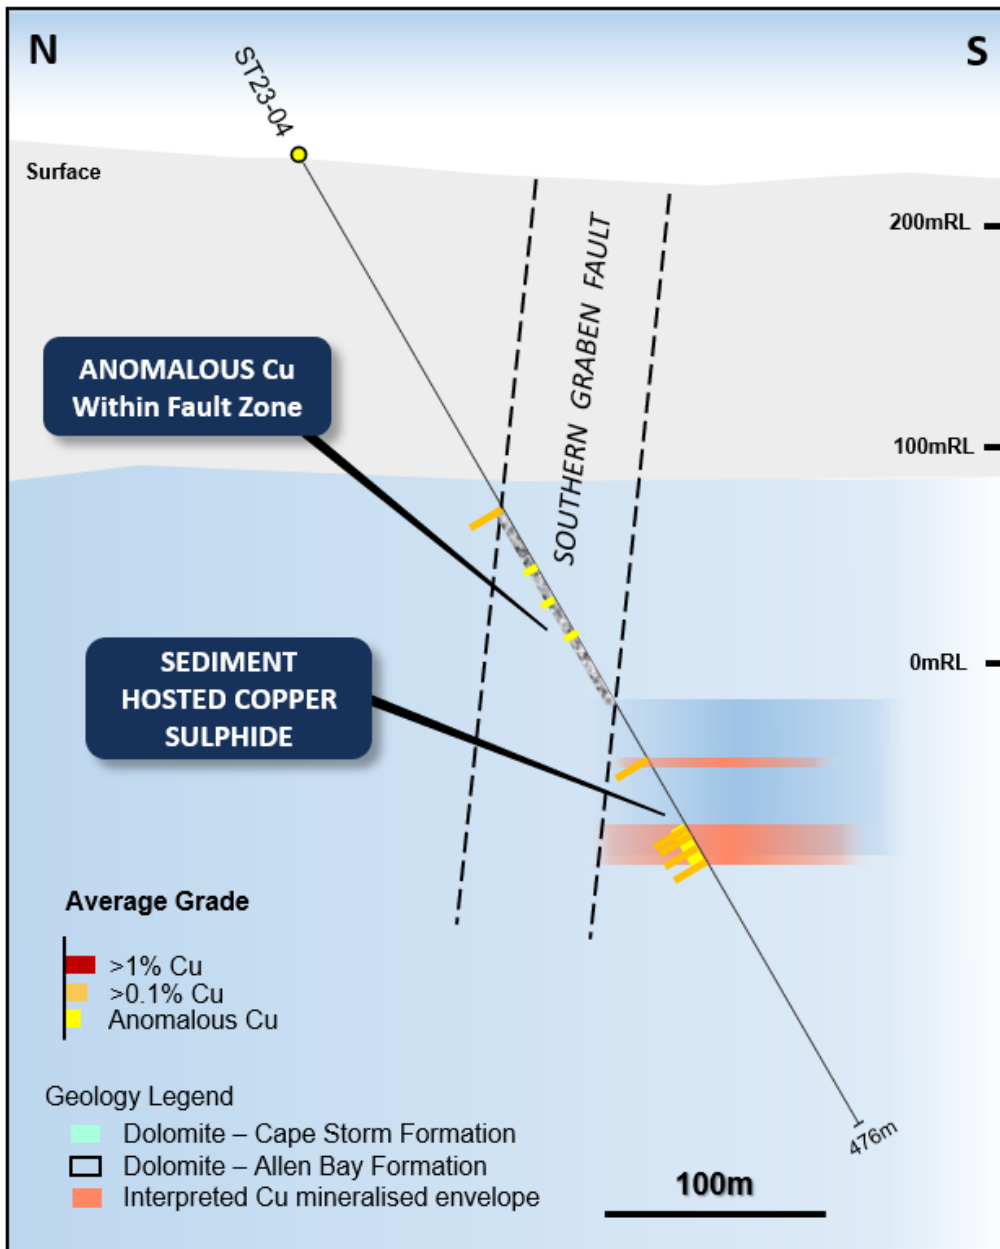 N
S
ST23-04
Surface
200mRL
SOUTHERN GRABEN FAULT
ANOMALOUS Cu
Within Fault Zone
100mRL
SEDIMENT
HOSTED COPPER
SULPHIDE
0mRL
Average Grade
>1% Cu
>0.1% Cu
Anomalous Cu
Geology Legend
Dolomite – Cape Storm Formation
Dolomite – Allen Bay Formation
Interpreted Cu mineralised envelope
476m
100m